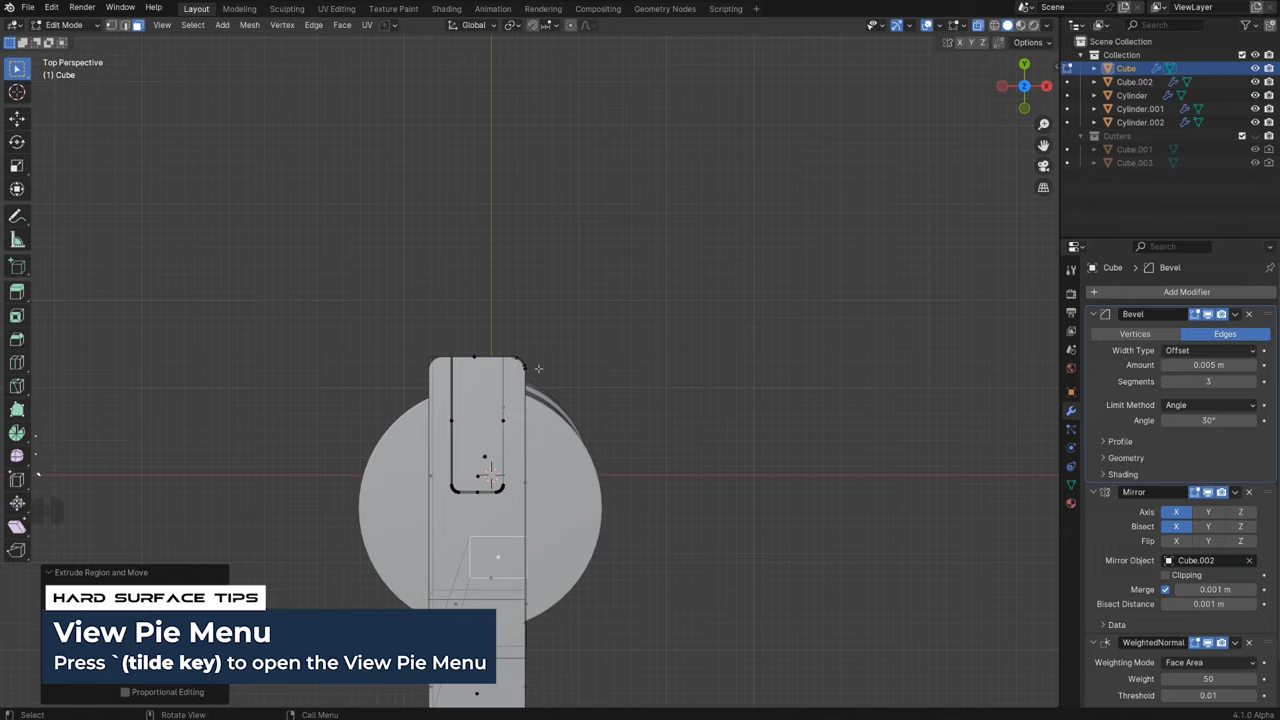 File Edit Render Window Help Layout Modeling Sculpting UV Editing Texture Paint Shading Animation Rendering Compositing Geometry Nodes Scripting + Scene ViewLayer
Edit Mode View Select Add Mesh Vertex Edge Face UV Global Search
X Y Z Options
Scene Collection
Collection
Cube
Cube.002
Cylinder
Cylinder.001
Cylinder.002
Cutters
Cube.001
Cube.003
Top Perspective
(1) Cube
Y
Z X
Search
Cube > Bevel
+ Add Modifier
Bevel
Vertices Edges
Width Type Offset
Amount 0.005 m
Segments 3
Limit Method Angle
Angle 30°
Profile
Geometry
Shading
Mirror
Axis X Y Z
Bisect X Y Z
Flip X Y Z
Mirror Object Cube.002
Clipping
Merge 0.001 m
Bisect Distance 0.001 m
Data
WeightedNormal
Weighting Mode Face Area
Weight 50
Threshold 0.01
Extrude Region and Move
HARD SURFACE TIPS
View Pie Menu
Press `(tilde key) to open the View Pie Menu
Proportional Editing
Select Rotate View Call Menu 4.1.0 Alpha